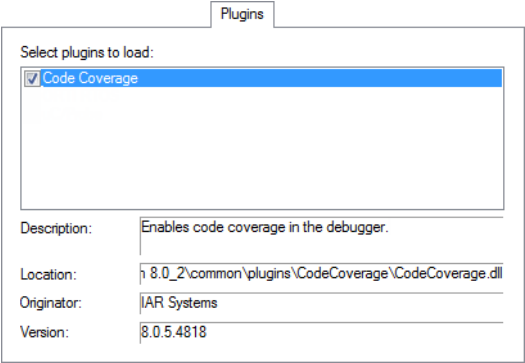 Plugins
Select plugins to load:
Code Coverage
Description: Enables code coverage in the debugger.
Location: 8.0_2\common\plugins\CodeCoverage\CodeCoverage.dll
Originator: IAR Systems
Version: 8.0.5.4818